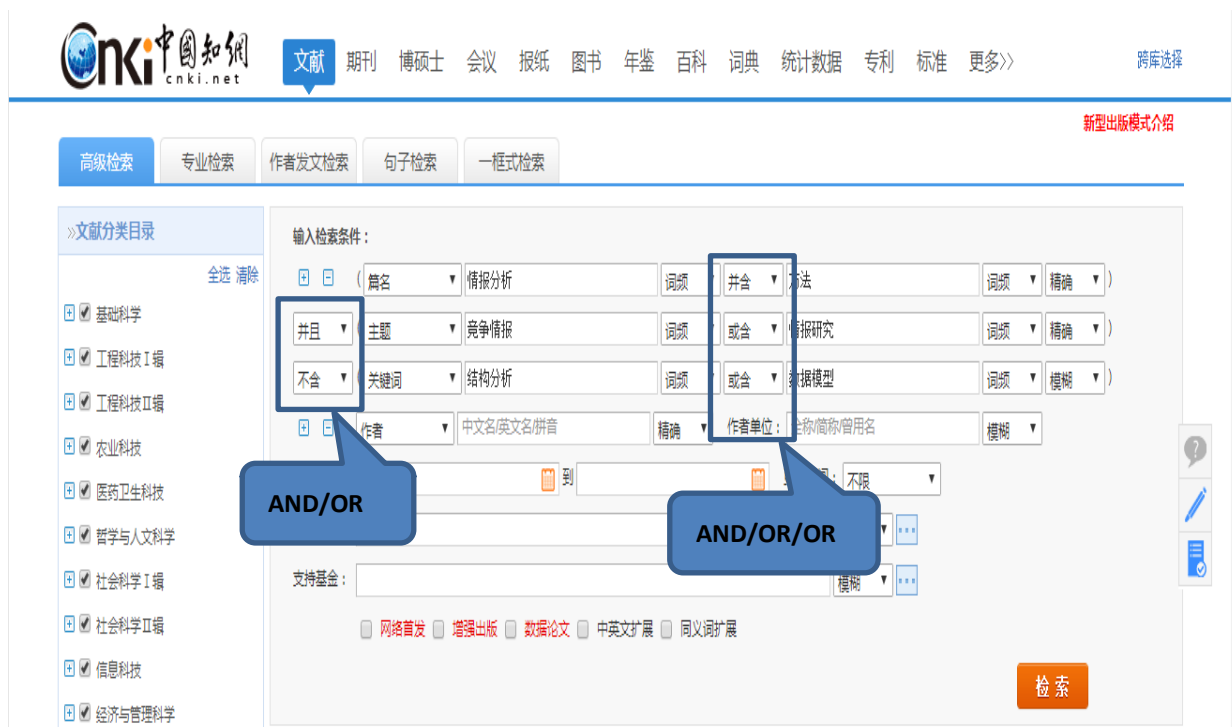 cnki 中國知網
cnki.net
文献 期刊 博硕士 会议 报纸 图书 年鉴 百科 词典 统计数据 专利 标准 更多>> 跨库选择
新型出版模式介绍
高级检索 专业检索 作者发文检索 句子检索 一框式检索
»文献分类目录
全选 清除
基础科学
工程科技Ⅰ辑
工程科技Ⅱ辑
农业科技
医药卫生科技
哲学与人文科学
社会科学Ⅰ辑
社会科学Ⅱ辑
信息科技
经济与管理科学
输入检索条件：
( 篇名 情报分析 词频 并含 方法 词频 精确 )
并且 ( 主题 竞争情报 词频 或含 情报研究 词频 精确 )
不含 ( 关键词 结构分析 词频 或含 数据模型 词频 模糊 )
作者 中文名/英文名/拼音 精确 作者单位： 全称/简称/曾用名 模糊
到 不限
AND/OR
AND/OR/OR
支持基金： 模糊
网络首发 增强出版 数据论文 中英文扩展 同义词扩展
检索